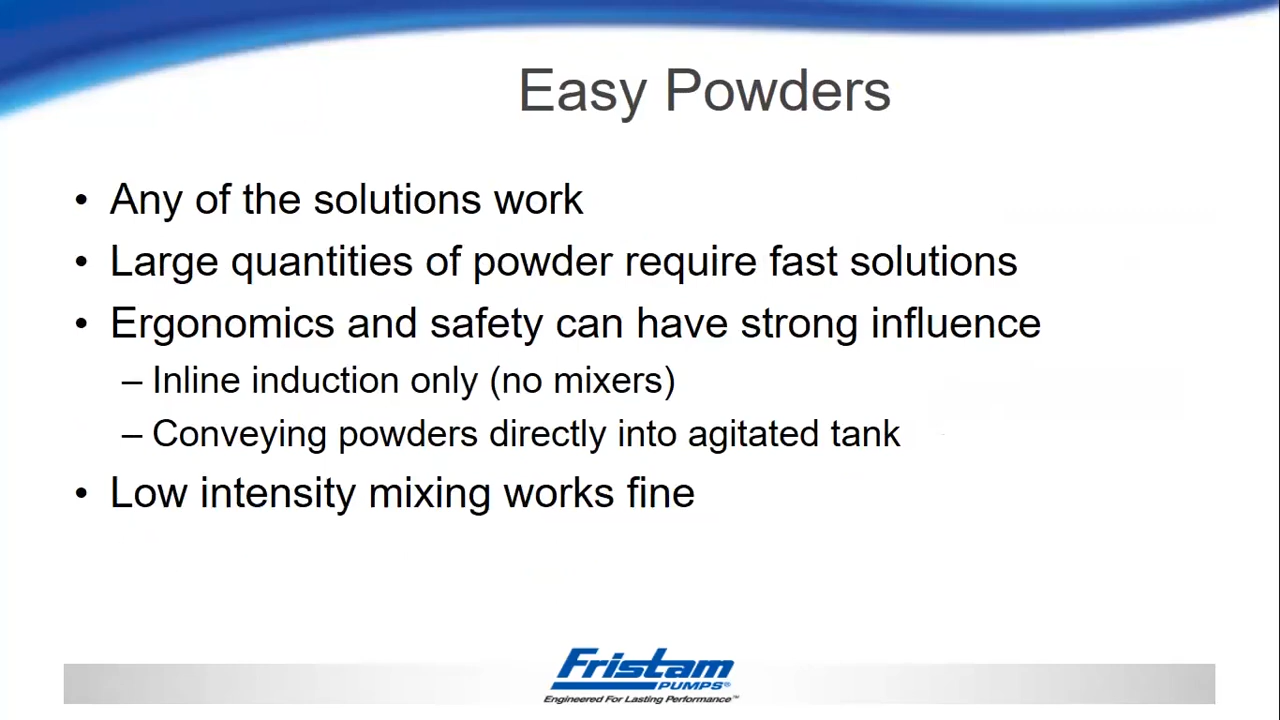 Easy Powders
• Any of the solutions work
• Large quantities of powder require fast solutions
• Ergonomics and safety can have strong influence
– Inline induction only (no mixers)
– Conveying powders directly into agitated tank
• Low intensity mixing works fine
Fristam
PUMPS®
Engineered For Lasting Performance™